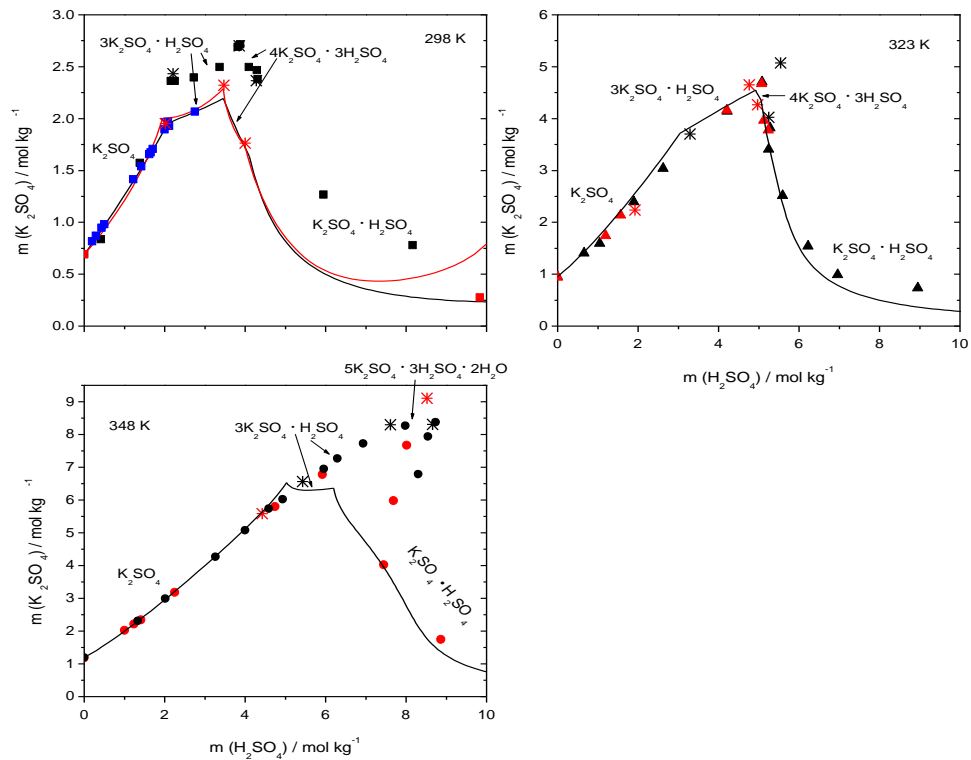 3K₂SO₄ · H₂SO₄
298 K
4K₂SO₄ · 3H₂SO₄
K₂SO₄
K₂SO₄ · H₂SO₄
m (K₂SO₄) / mol kg⁻¹
0.0
0.5
1.0
1.5
2.0
2.5
3.0
323 K
3K₂SO₄ · H₂SO₄
4K₂SO₄ · 3H₂SO₄
K₂SO₄
K₂SO₄ · H₂SO₄
m (K₂SO₄) / mol kg⁻¹
0
1
2
3
4
5
6
0 2 4 6 8 10
m (H₂SO₄) / mol kg⁻¹
5K₂SO₄ · 3H₂SO₄ · 2H₂O
348 K
3K₂SO₄ · H₂SO₄
K₂SO₄
K₂SO₄ · H₂SO₄
m (K₂SO₄) / mol kg⁻¹
0
1
2
3
4
5
6
7
8
9
0 2 4 6 8 10
m (H₂SO₄) / mol kg⁻¹